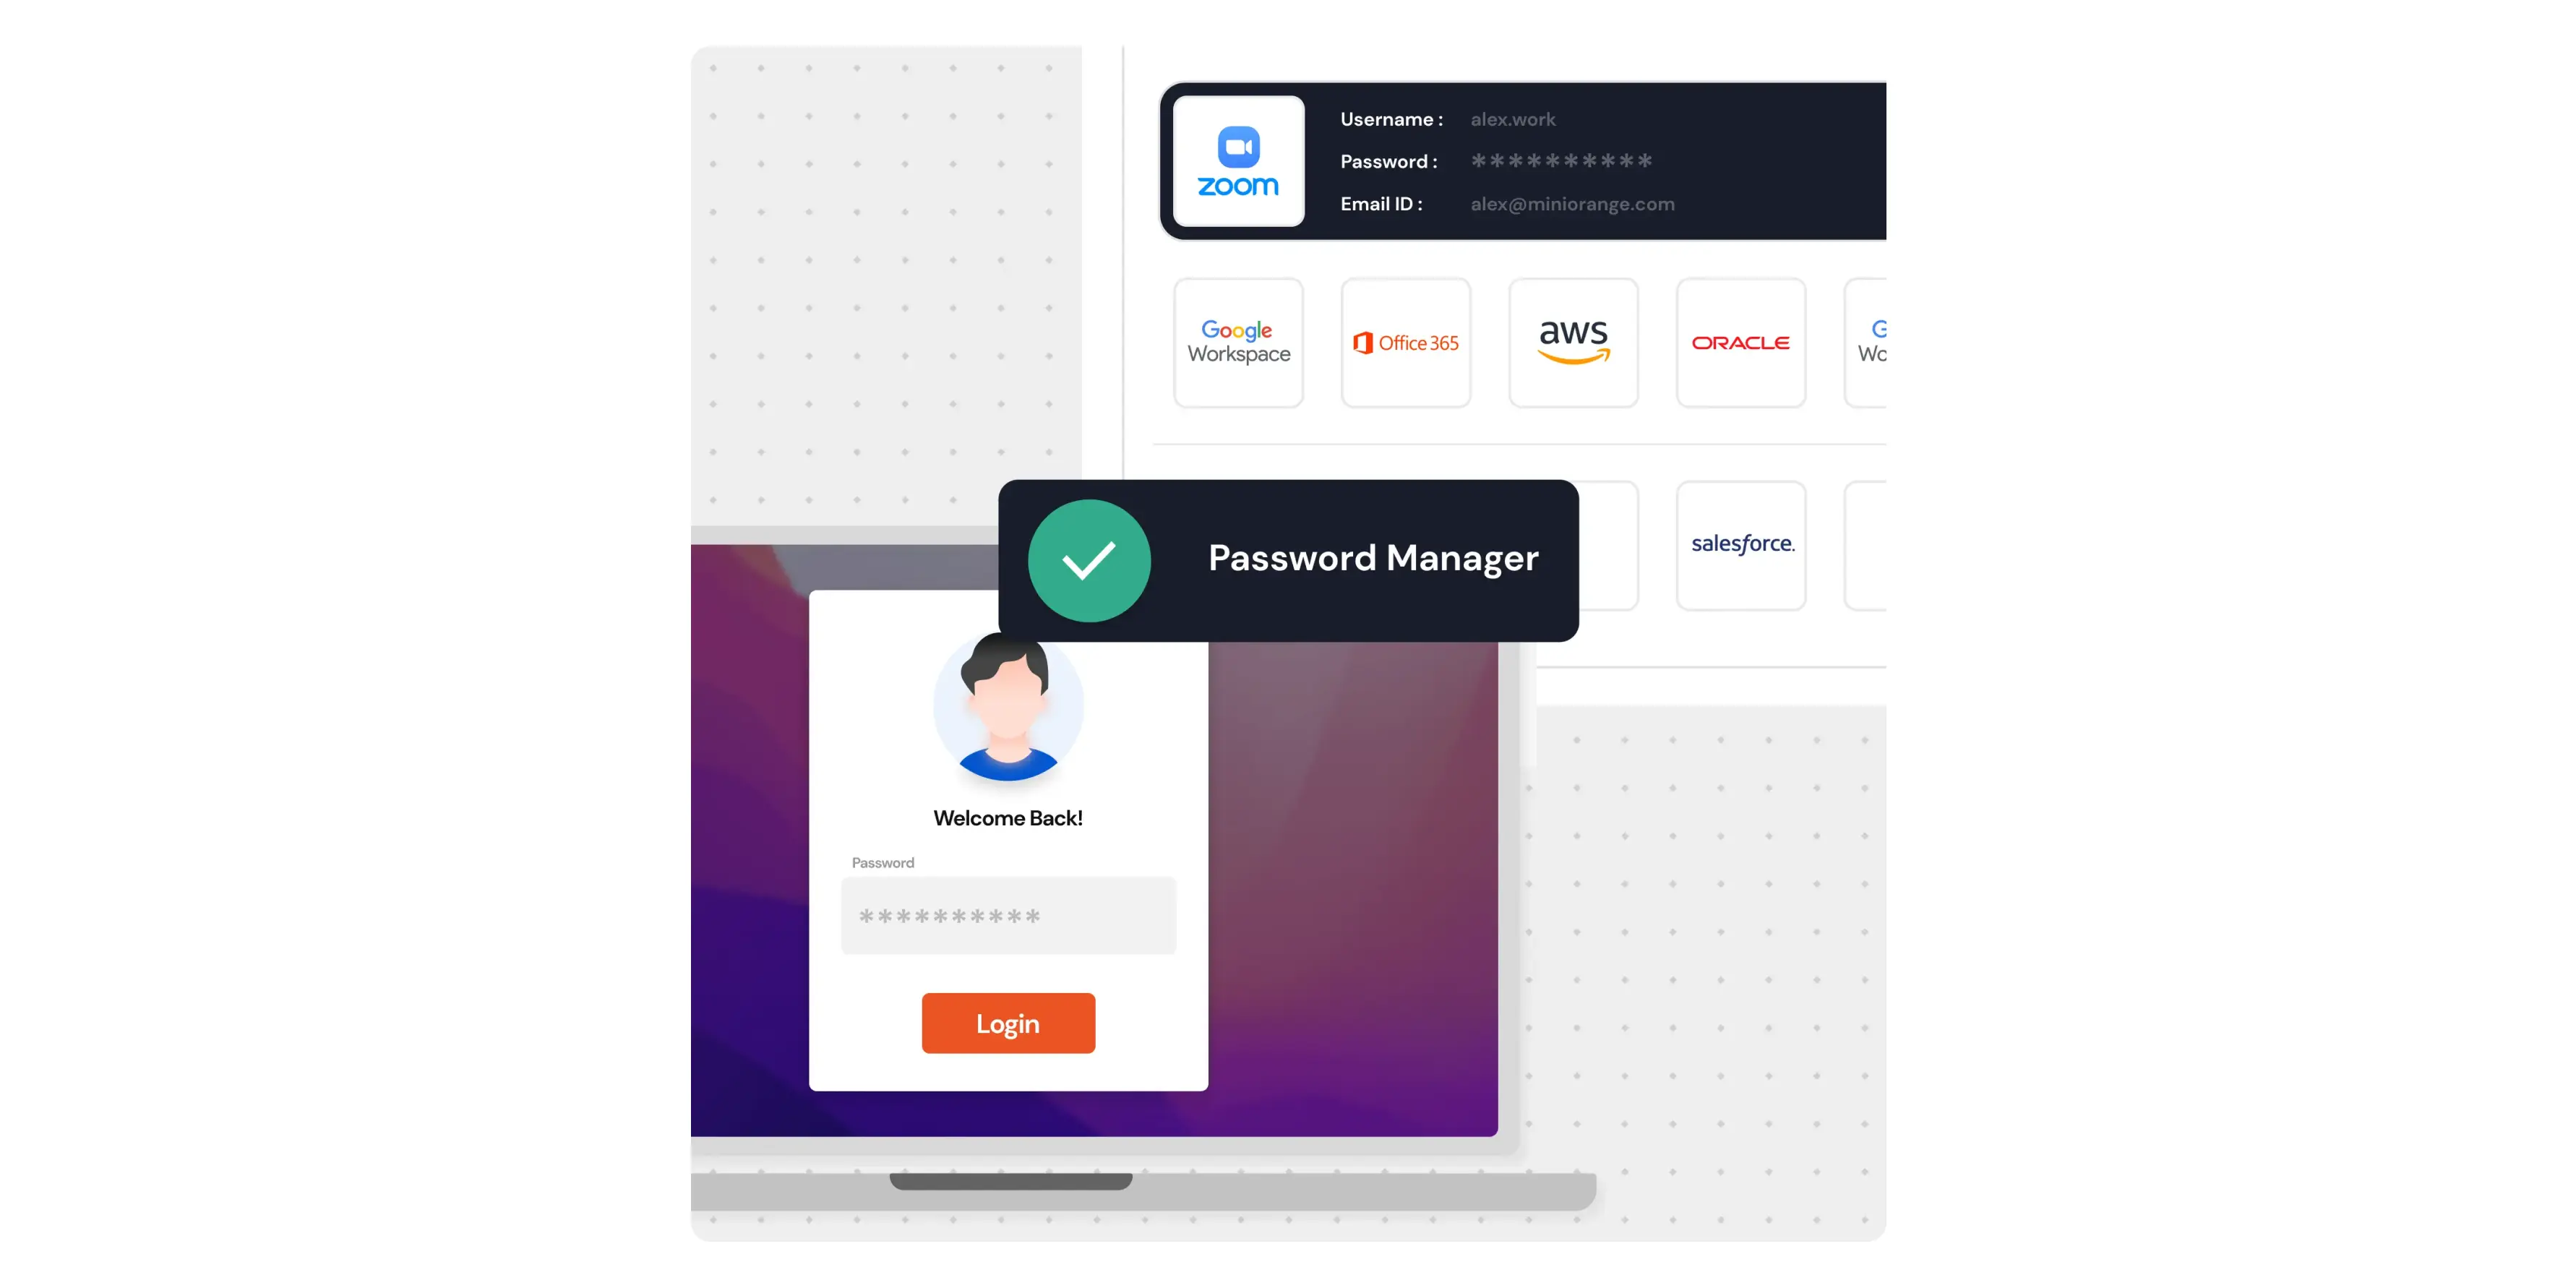 zoom
Username : alex.work
Password : **********
Email ID : alex@miniorange.com
Google
Workspace
Office 365
aws
ORACLE
G
Wo
salesforce.
Password Manager
Welcome Back!
Password
**********
Login